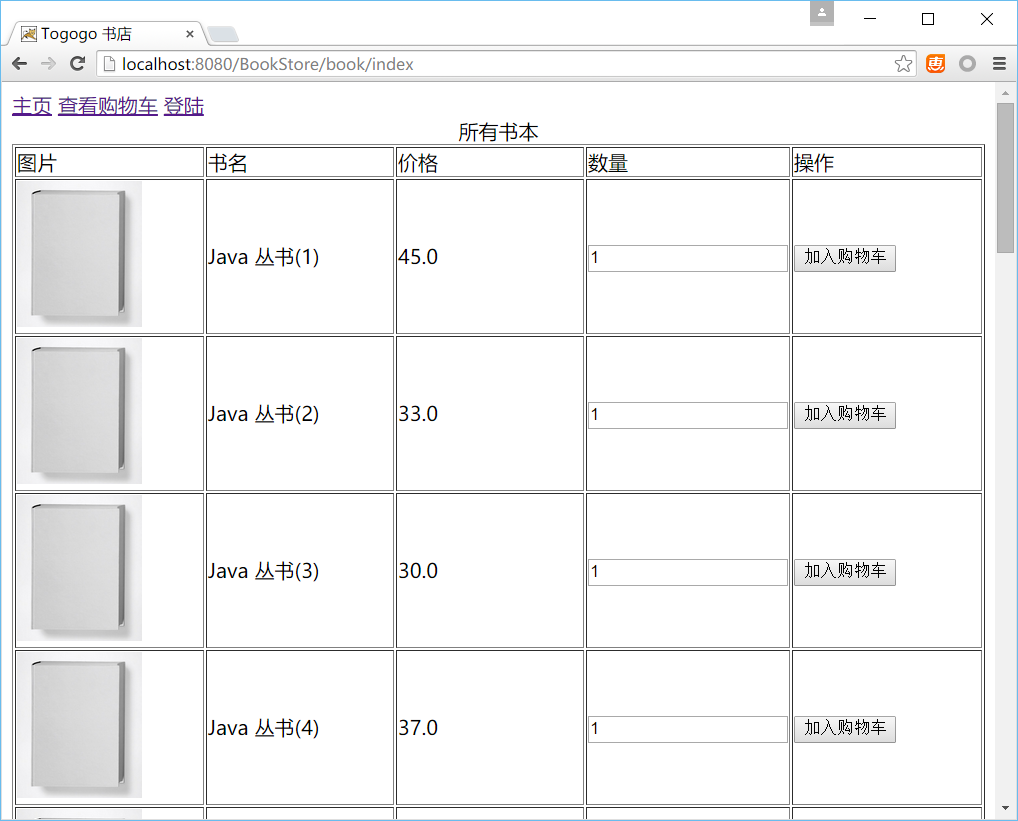 Togogo 书店
localhost:8080/BookStore/book/index
惠
主页 查看购物车 登陆
所有书本
图片 书名 价格 数量 操作
Java 丛书(1) 45.0 1 加入购物车
Java 丛书(2) 33.0 1 加入购物车
Java 丛书(3) 30.0 1 加入购物车
Java 丛书(4) 37.0 1 加入购物车